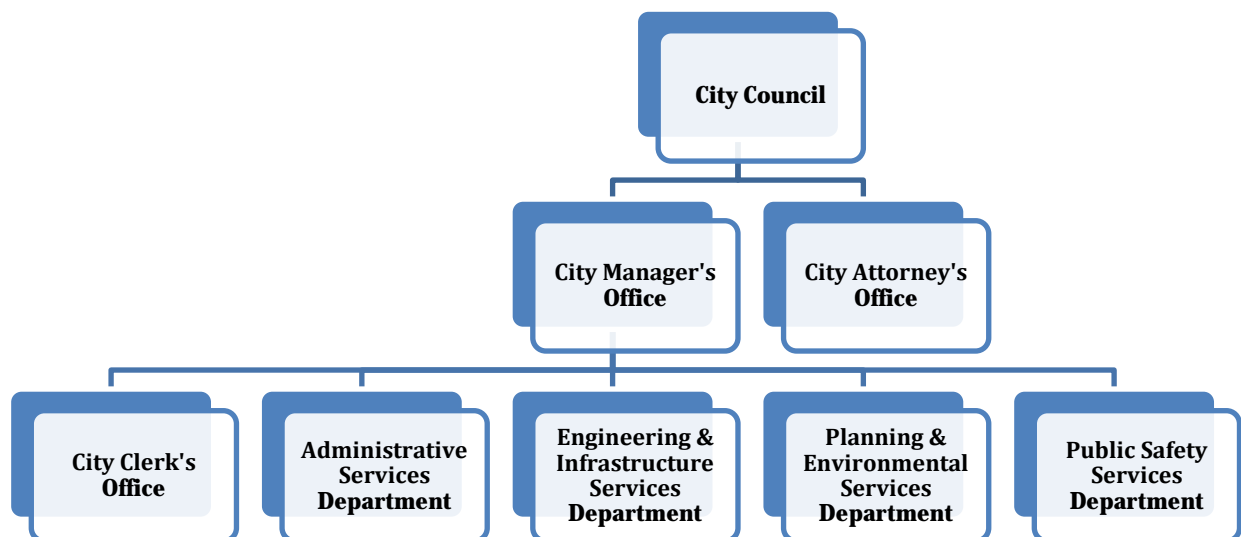 City Council
City Manager's
Office
City Attorney's
Office
City Clerk's
Office
Administrative
Services
Department
Engineering &
Infrastructure
Services
Department
Planning &
Environmental
Services
Department
Public Safety
Services
Department